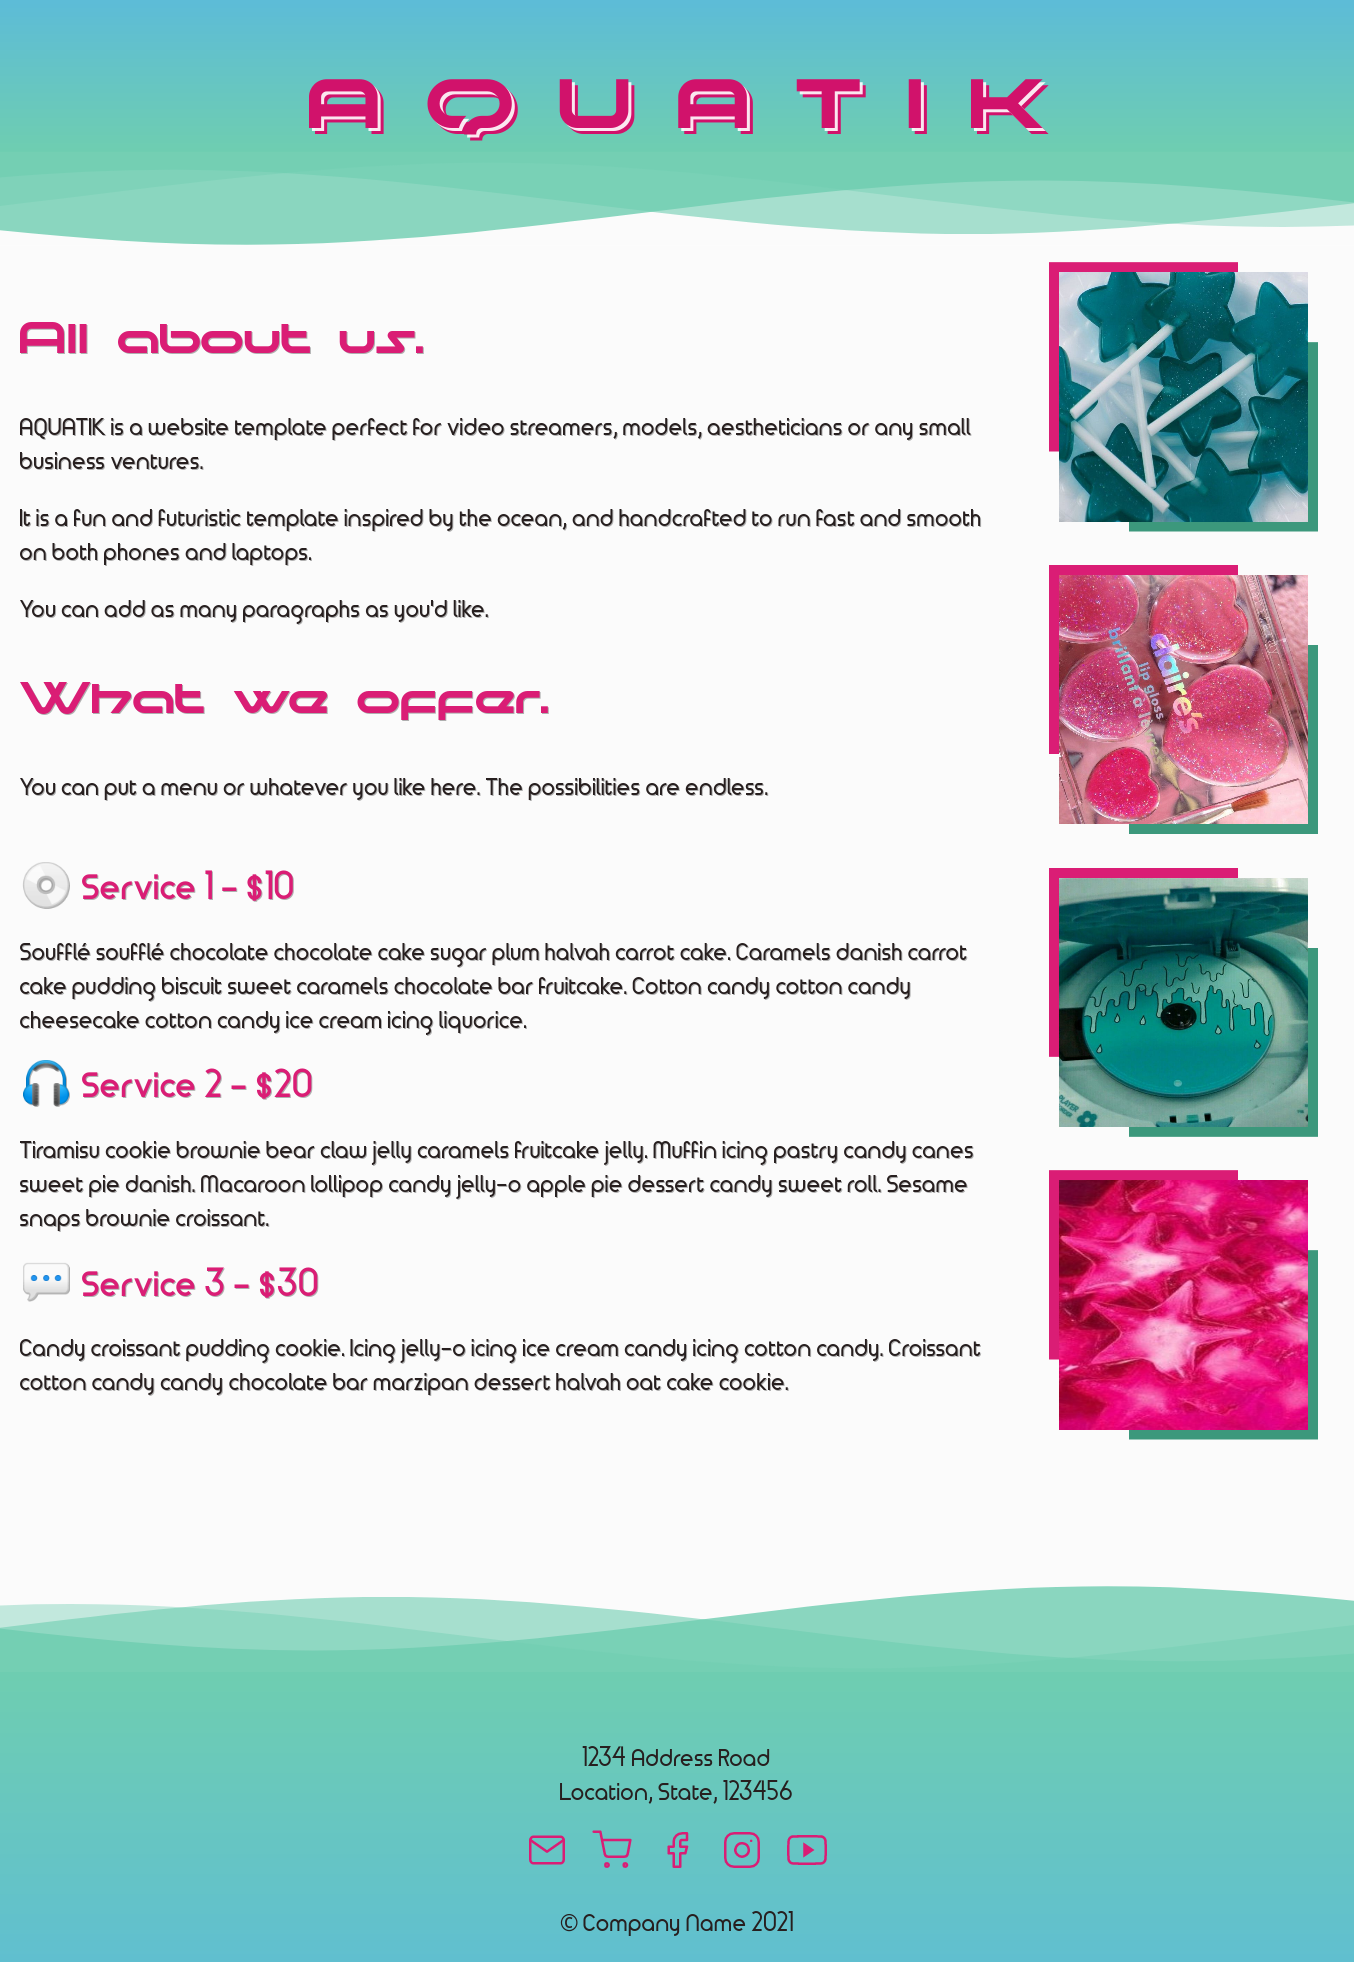 AQUATIK
All about us.
AQUATIK is a website template perfect for video streamers, models, aestheticians or any small
business ventures.
It is a fun and futuristic template inspired by the ocean, and handcrafted to run fast and smooth
on both phones and laptops.
You can add as many paragraphs as you'd like.
What we offer.
You can put a menu or whatever you like here. The possibilities are endless.
Service 1 - $10
Soufflé soufflé chocolate chocolate cake sugar plum halvah carrot cake. Caramels danish carrot
cake pudding biscuit sweet caramels chocolate bar fruitcake. Cotton candy cotton candy
cheesecake cotton candy ice cream icing liquorice.
Service 2 - $20
Tiramisu cookie brownie bear claw jelly caramels fruitcake jelly. Muffin icing pastry candy canes
sweet pie danish. Macaroon lollipop candy jelly-o apple pie dessert candy sweet roll. Sesame
snaps brownie croissant.
Service 3 - $30
Candy croissant pudding cookie. Icing jelly-o icing ice cream candy icing cotton candy. Croissant
cotton candy candy chocolate bar marzipan dessert halvah oat cake cookie.
claire's
lip gloss
brillant à
PLAYER
1234 Address Road
Location, State, 123456
© Company Name 2021